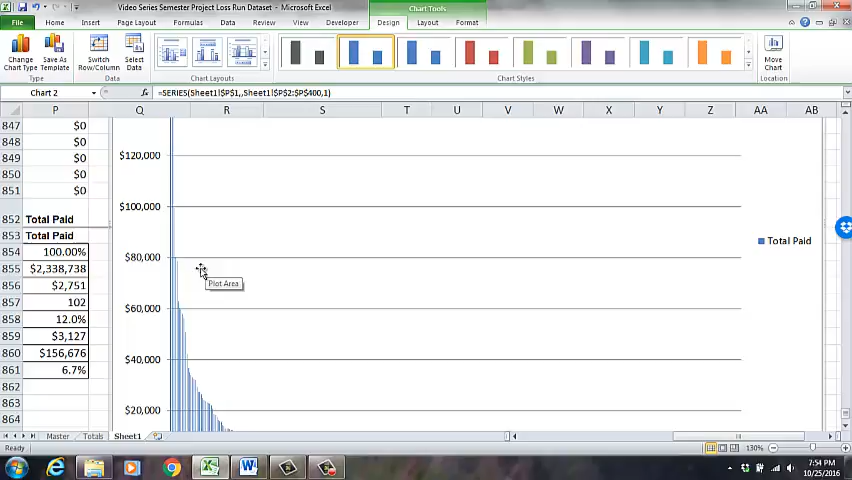 Video Series Semester Project Loss Run Dataset - Microsoft Excel
Chart Tools
File
Home
Insert
Page Layout
Formulas
Data
Review
View
Developer
Design
Layout
Format
Change
Chart Type
Save As
Template
Switch
Row/Column
Select
Data
Move
Chart
Type
Data
Chart Layouts
Chart Styles
Location
Chart 2
fx
=SERIES(Sheet1!$P$1,,Sheet1!$P$2:$P$400,1)
P
Q
R
S
T
U
V
W
X
Y
Z
AA
AB
847
$0
848
$0
849
$0
850
$0
851
$0
852
Total Paid
853
Total Paid
854
100.00%
855
$2,338,738
856
$2,751
857
102
858
12.0%
859
$3,127
860
$156,676
861
6.7%
862
863
864
$120,000
$100,000
$80,000
$60,000
$40,000
$20,000
Plot Area
Total Paid
Master
Totals
Sheet1
Ready
130%
7:54 PM
10/25/2016